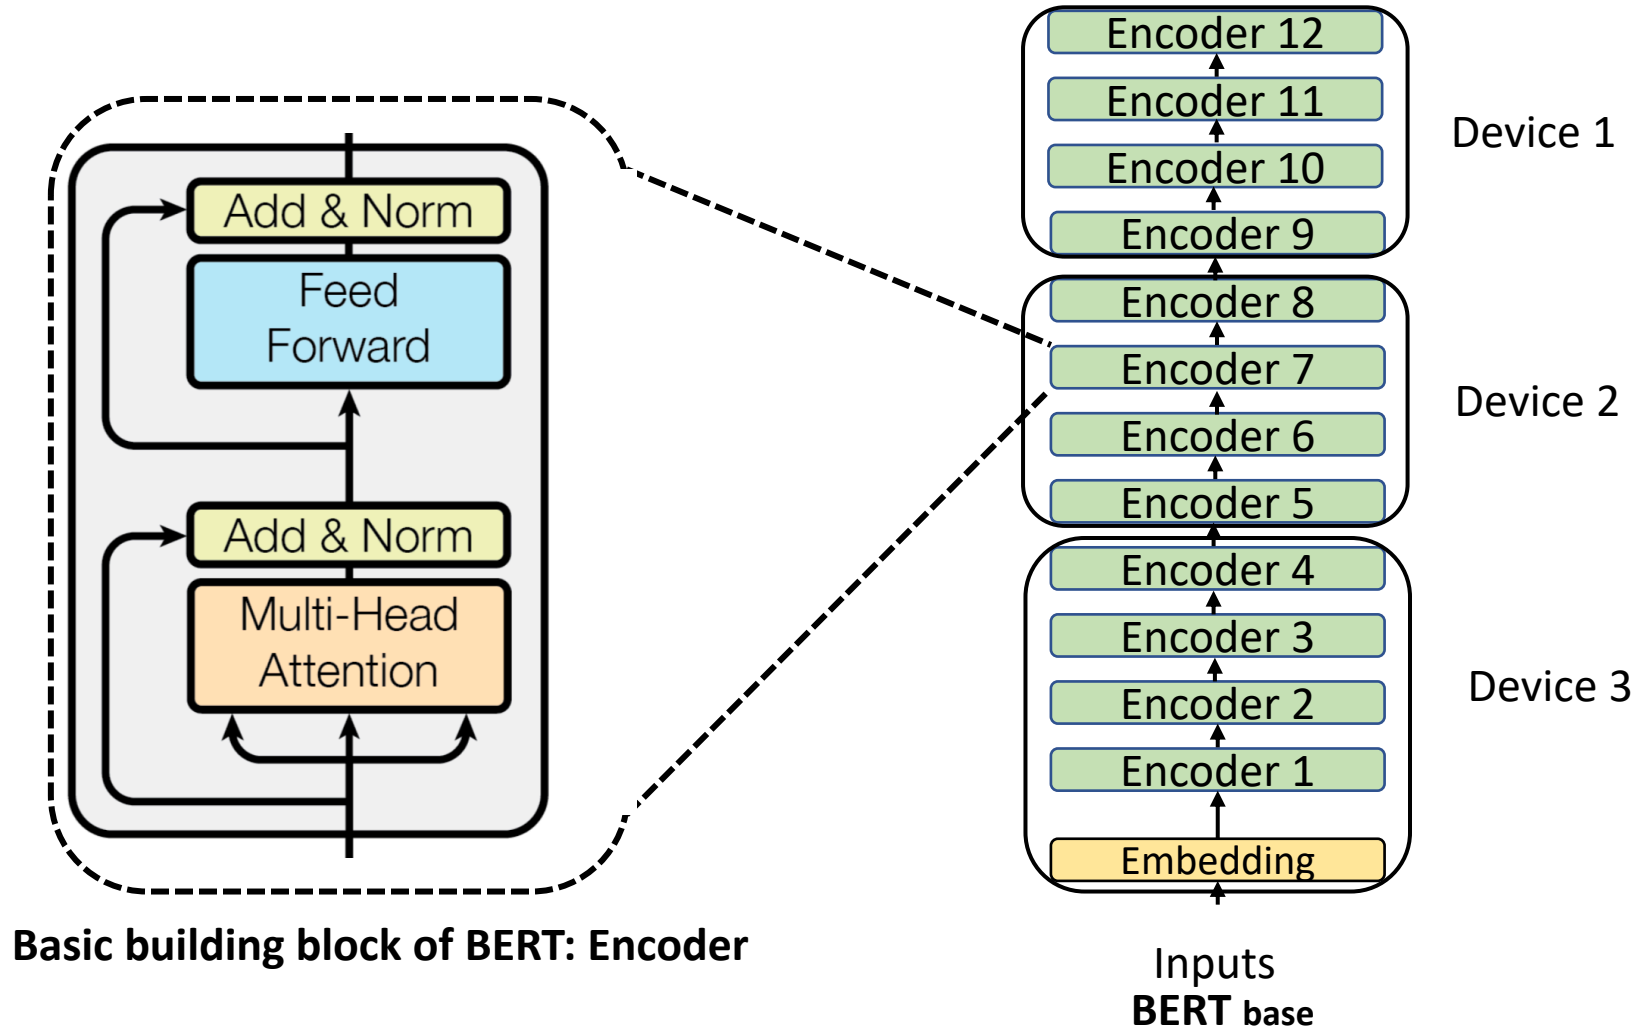 Add & Norm
Feed
Forward
Add & Norm
Multi-Head
Attention
Basic building block of BERT: Encoder
Encoder 12
Encoder 11
Encoder 10
Encoder 9
Device 1
Encoder 8
Encoder 7
Encoder 6
Encoder 5
Device 2
Encoder 4
Encoder 3
Encoder 2
Encoder 1
Embedding
Device 3
Inputs
BERT base